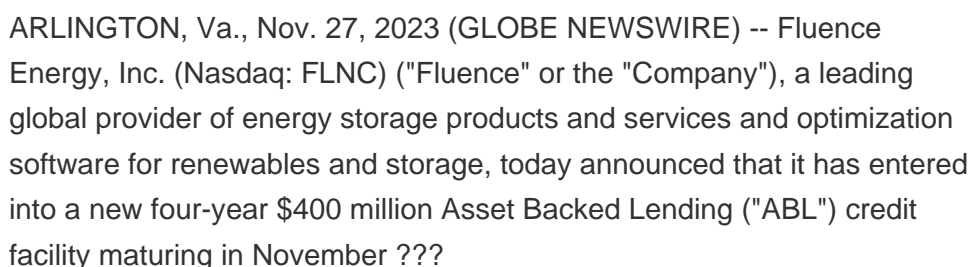 ARLINGTON, Va., Nov. 27, 2023 (GLOBE NEWSWIRE) -- Fluence
Energy, Inc. (Nasdaq: FLNC) ("Fluence" or the "Company"), a leading
global provider of energy storage products and services and optimization
software for renewables and storage, today announced that it has entered
into a new four-year $400 million Asset Backed Lending ("ABL") credit
facility maturing in November ???